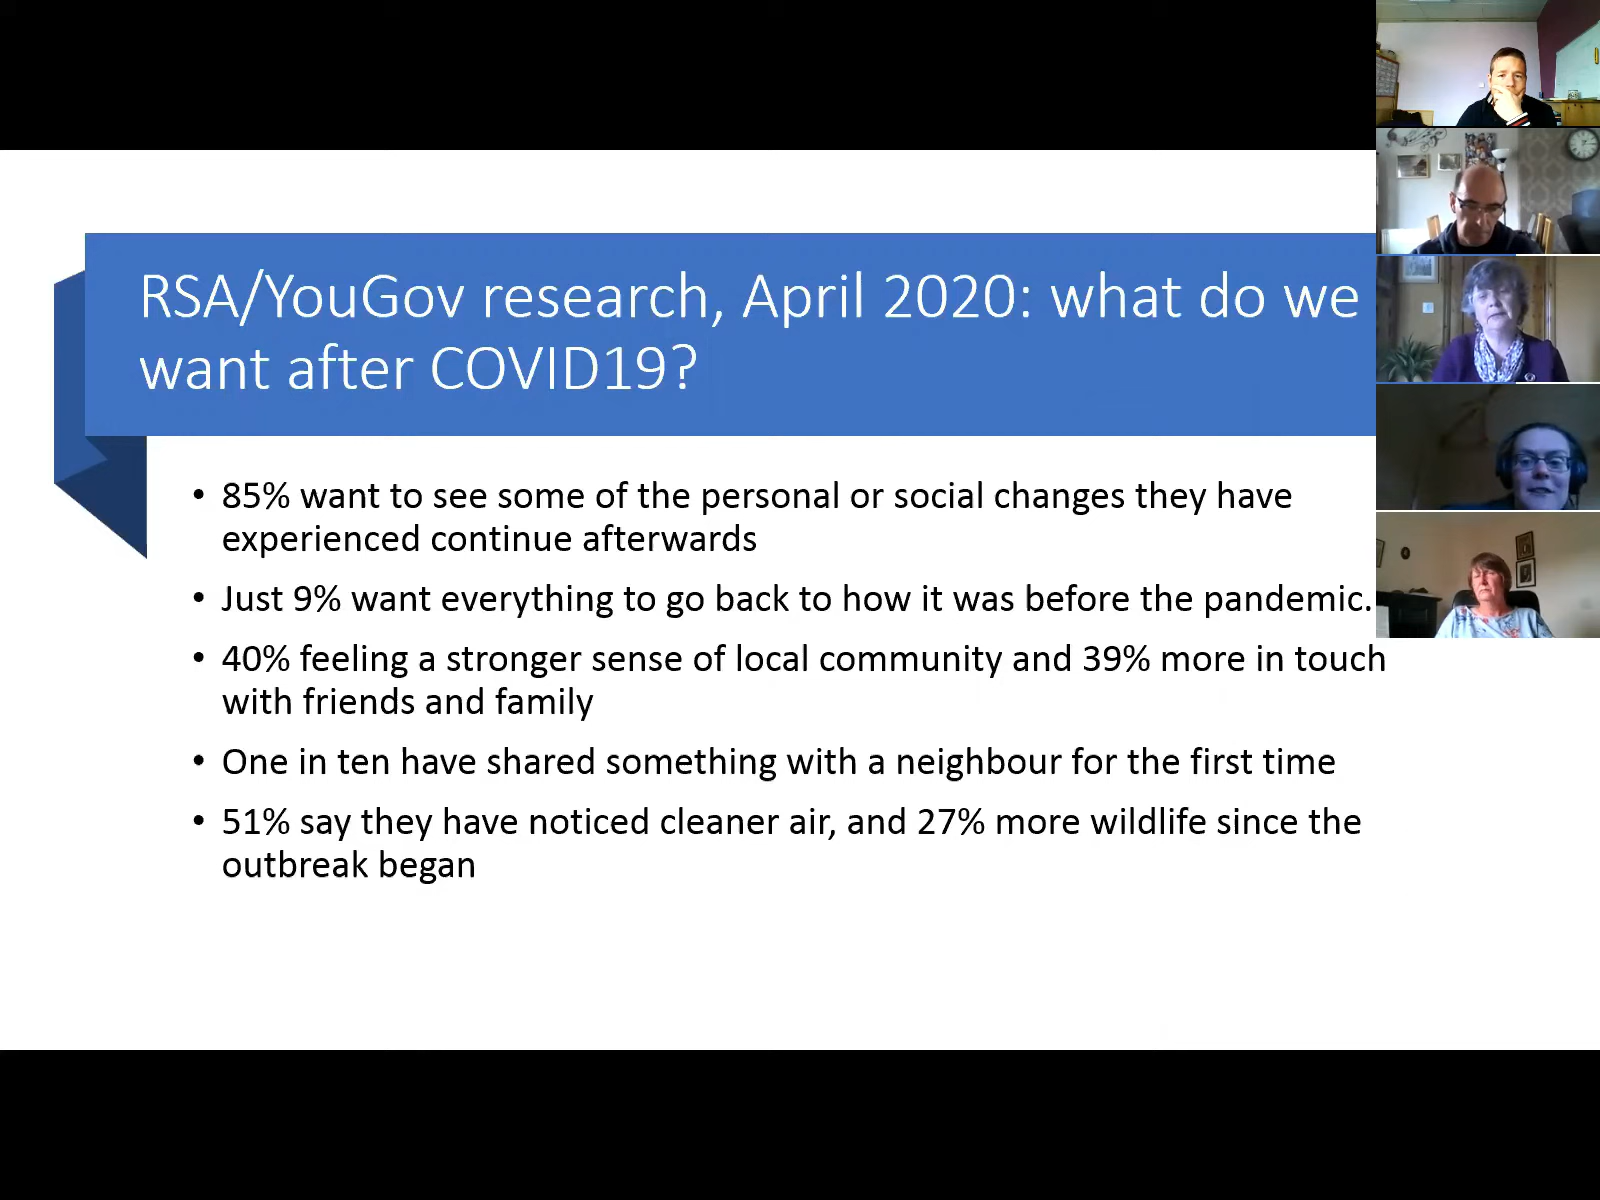 RSA/YouGov research, April 2020: what do we
want after COVID19?
• 85% want to see some of the personal or social changes they have
experienced continue afterwards
• Just 9% want everything to go back to how it was before the pandemic.
• 40% feeling a stronger sense of local community and 39% more in touch
with friends and family
• One in ten have shared something with a neighbour for the first time
• 51% say they have noticed cleaner air, and 27% more wildlife since the
outbreak began